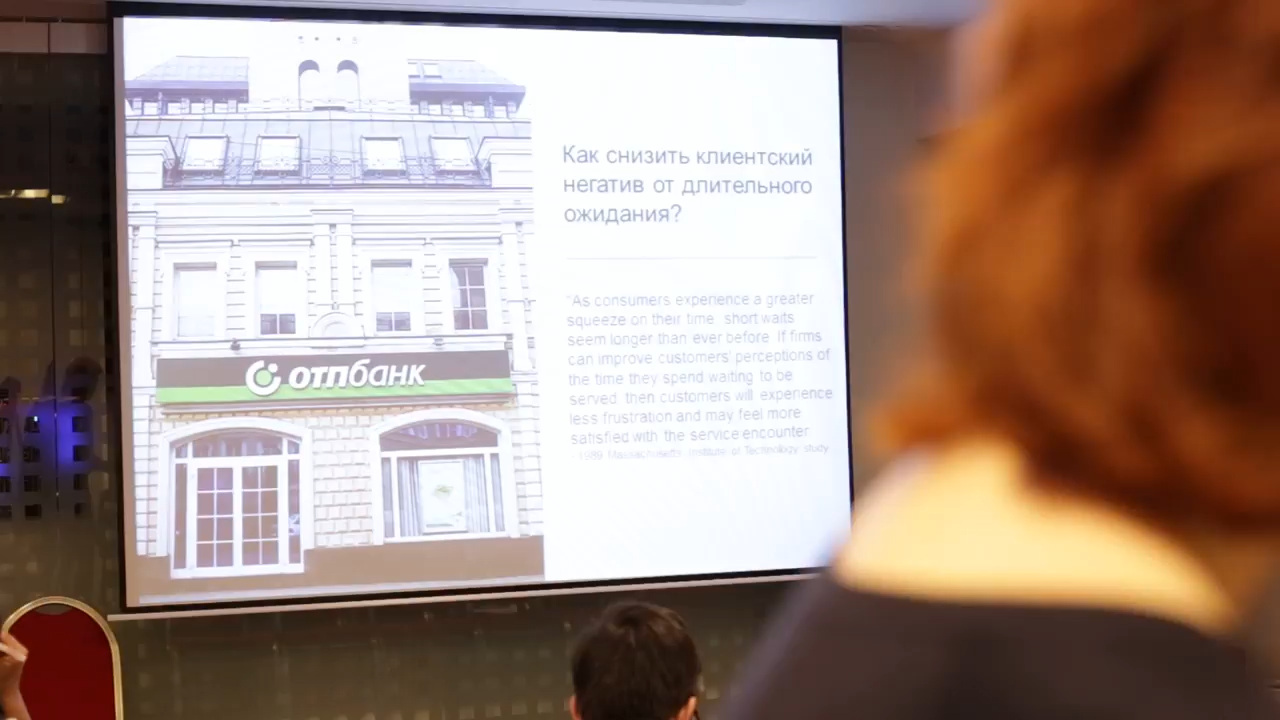 отпбанк
Как снизить клиентский
негатив от длительного
ожидания?
"As consumers experience a greater
squeeze on their time, short waits
seem longer than ever before. If firms
can improve customers' perceptions of
the time they spend waiting to be
served, then customers will experience
less frustration and may feel more
satisfied with the service encounter
- 1989 Massachusetts Institute of Technology study